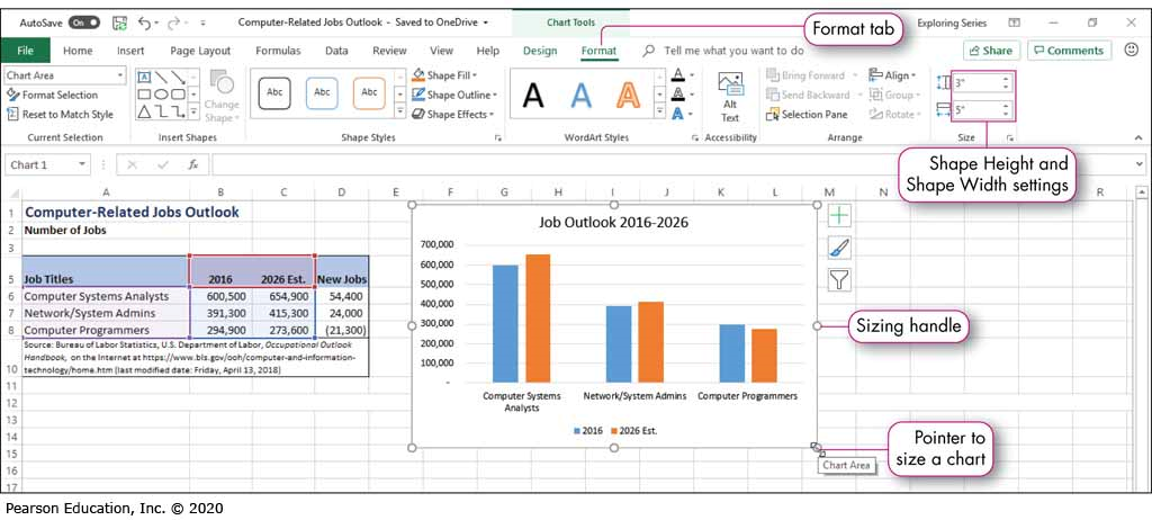 AutoSave On Computer-Related Jobs Outlook - Saved to OneDrive Chart Tools Exploring Series
Format tab
File Home Insert Page Layout Formulas Data Review View Help Design Format Tell me what you want to do Share Comments
Chart Area
Format Selection
Reset to Match Style
Current Selection
Change Shape
Insert Shapes
Abc Abc Abc
Shape Fill
Shape Outline
Shape Effects
Shape Styles
A A A
A
A
A
WordArt Styles
Alt Text
Accessibility
Bring Forward
Send Backward
Selection Pane
Align
Group
Rotate
Arrange
3"
5"
Size
Shape Height and
Shape Width settings
Chart 1 fx
A B C D E F G H I J K L M N R
1 Computer-Related Jobs Outlook
2 Number of Jobs
3
5 Job Titles 2016 2026 Est. New Jobs
6 Computer Systems Analysts 600,500 654,900 54,400
7 Network/System Admins 391,300 415,300 24,000
8 Computer Programmers 294,900 273,600 (21,300)
Source: Bureau of Labor Statistics, U.S. Department of Labor, Occupational Outlook
Handbook, on the Internet at https://www.bls.gov/ooh/computer-and-information-
10 technology/home.htm (last modified date: Friday, April 13, 2018)
11
12
13
14
15
16
17
Job Outlook 2016-2026
700,000
600,000
500,000
400,000
300,000
200,000
100,000
-
Computer Systems Analysts Network/System Admins Computer Programmers
2016 2026 Est.
Sizing handle
Pointer to
size a chart
Chart Area
Pearson Education, Inc. © 2020